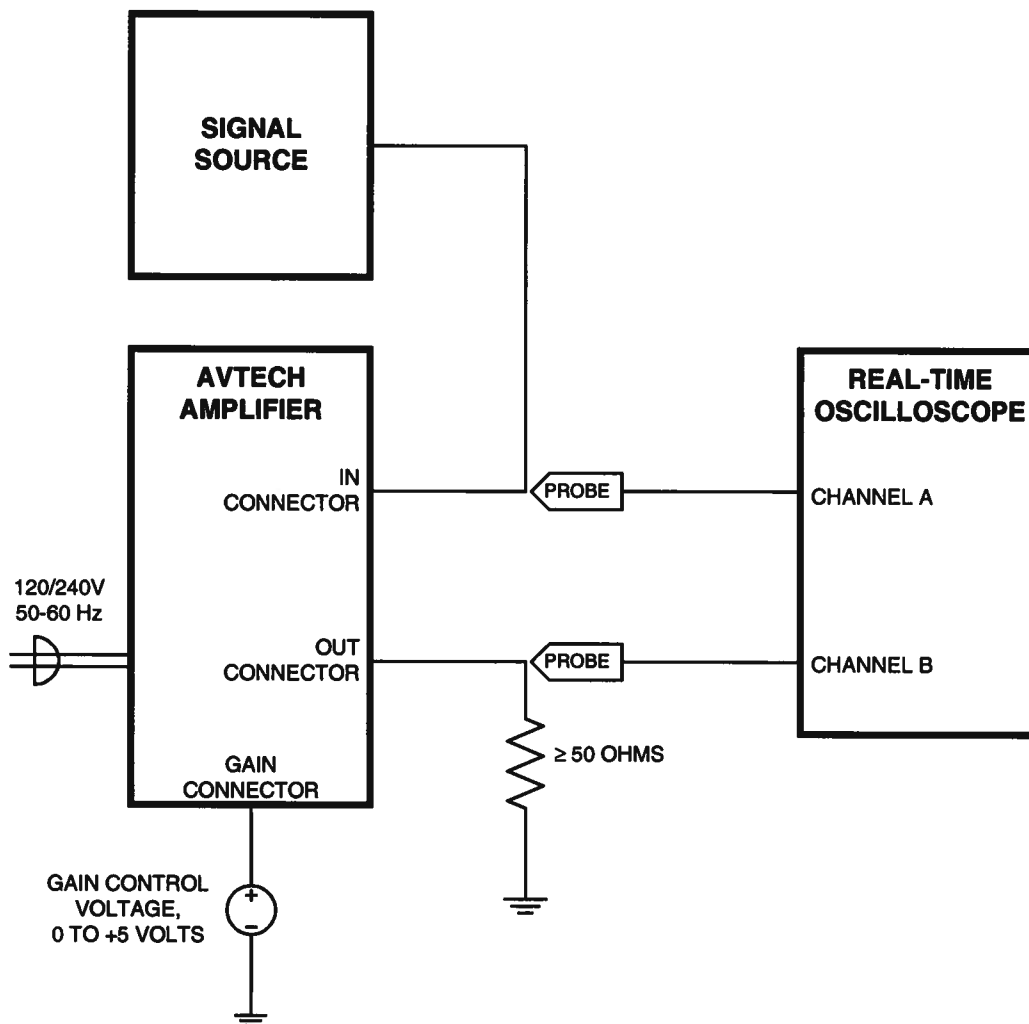 SIGNAL
SOURCE
AVTECH
AMPLIFIER
REAL-TIME
OSCILLOSCOPE
IN
CONNECTOR
PROBE
CHANNEL A
120/240V
50-60 Hz
OUT
CONNECTOR
PROBE
CHANNEL B
≥ 50 OHMS
GAIN
CONNECTOR
GAIN CONTROL
VOLTAGE,
0 TO +5 VOLTS
+
−